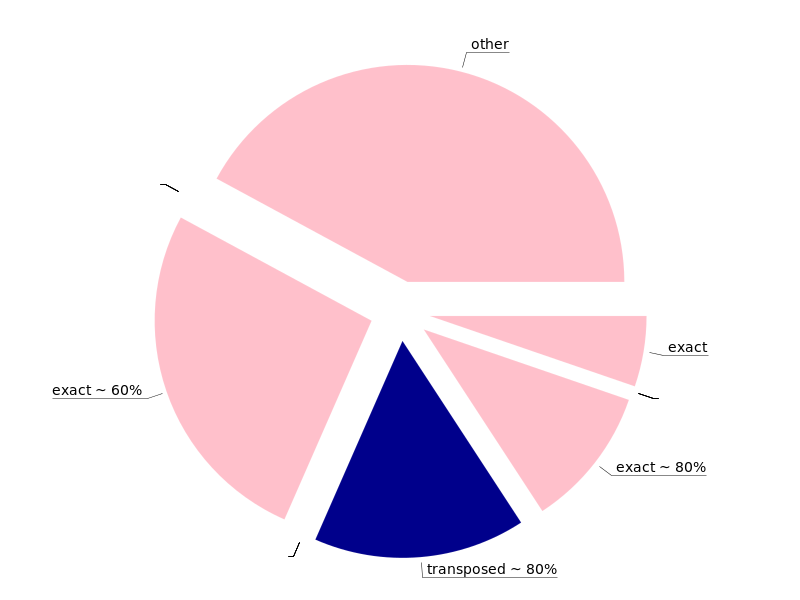 other
exact
exact ~ 60%
exact ~ 80%
transposed ~ 80%